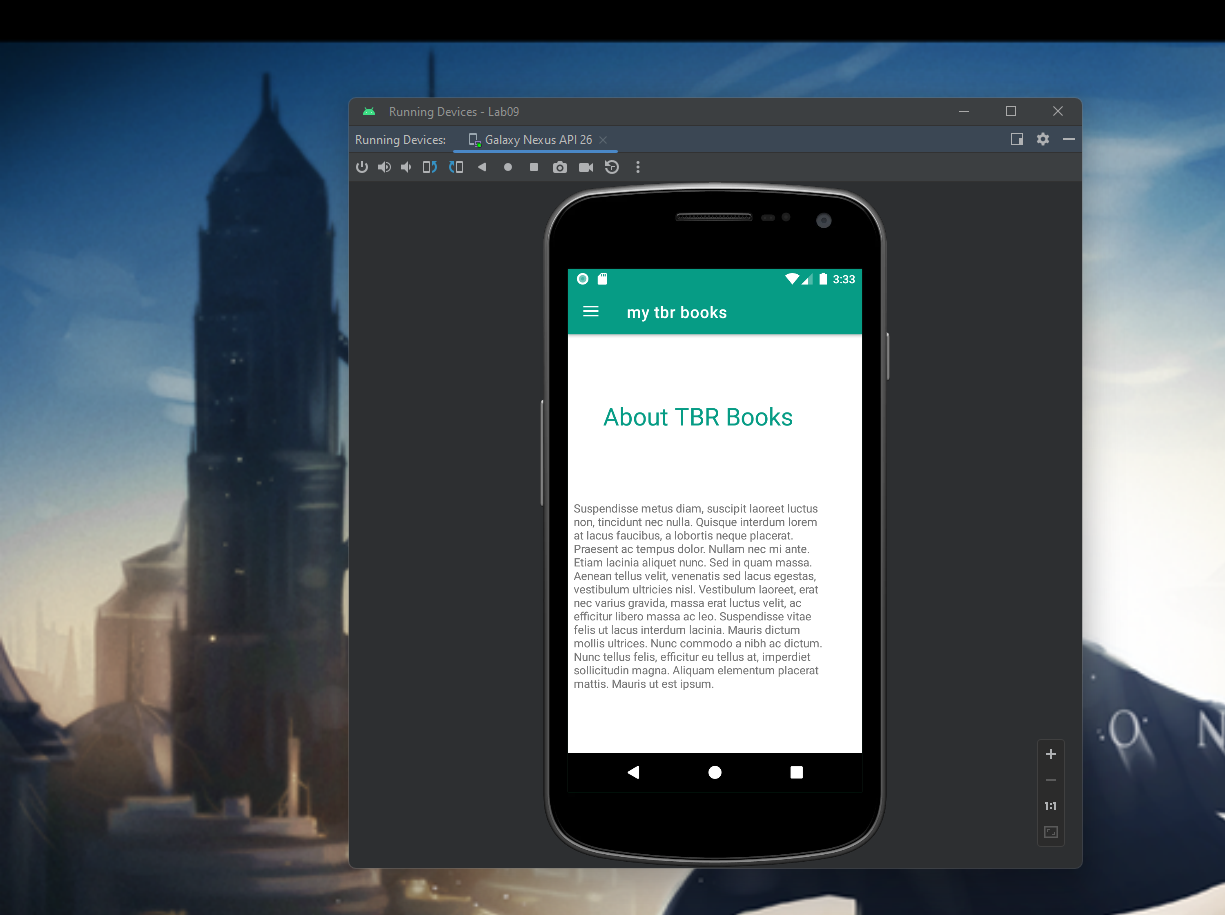 Running Devices - Lab09
Running Devices:
Galaxy Nexus API 26
3:33
my tbr books
About TBR Books
Suspendisse metus diam, suscipit laoreet luctus
non, tincidunt nec nulla. Quisque interdum lorem
at lacus faucibus, a lobortis neque placerat.
Praesent ac tempus dolor. Nullam nec mi ante.
Etiam lacinia aliquet nunc. Sed in quam massa.
Aenean tellus velit, venenatis sed lacus egestas,
vestibulum ultricies nisl. Vestibulum laoreet, erat
nec varius gravida, massa erat luctus velit, ac
efficitur libero massa ac leo. Suspendisse vitae
felis ut lacus interdum lacinia. Mauris dictum
mollis ultrices. Nunc commodo a nibh ac dictum.
Nunc tellus felis, efficitur eu tellus at, imperdiet
sollicitudin magna. Aliquam elementum placerat
mattis. Mauris ut est ipsum.
O N
1:1